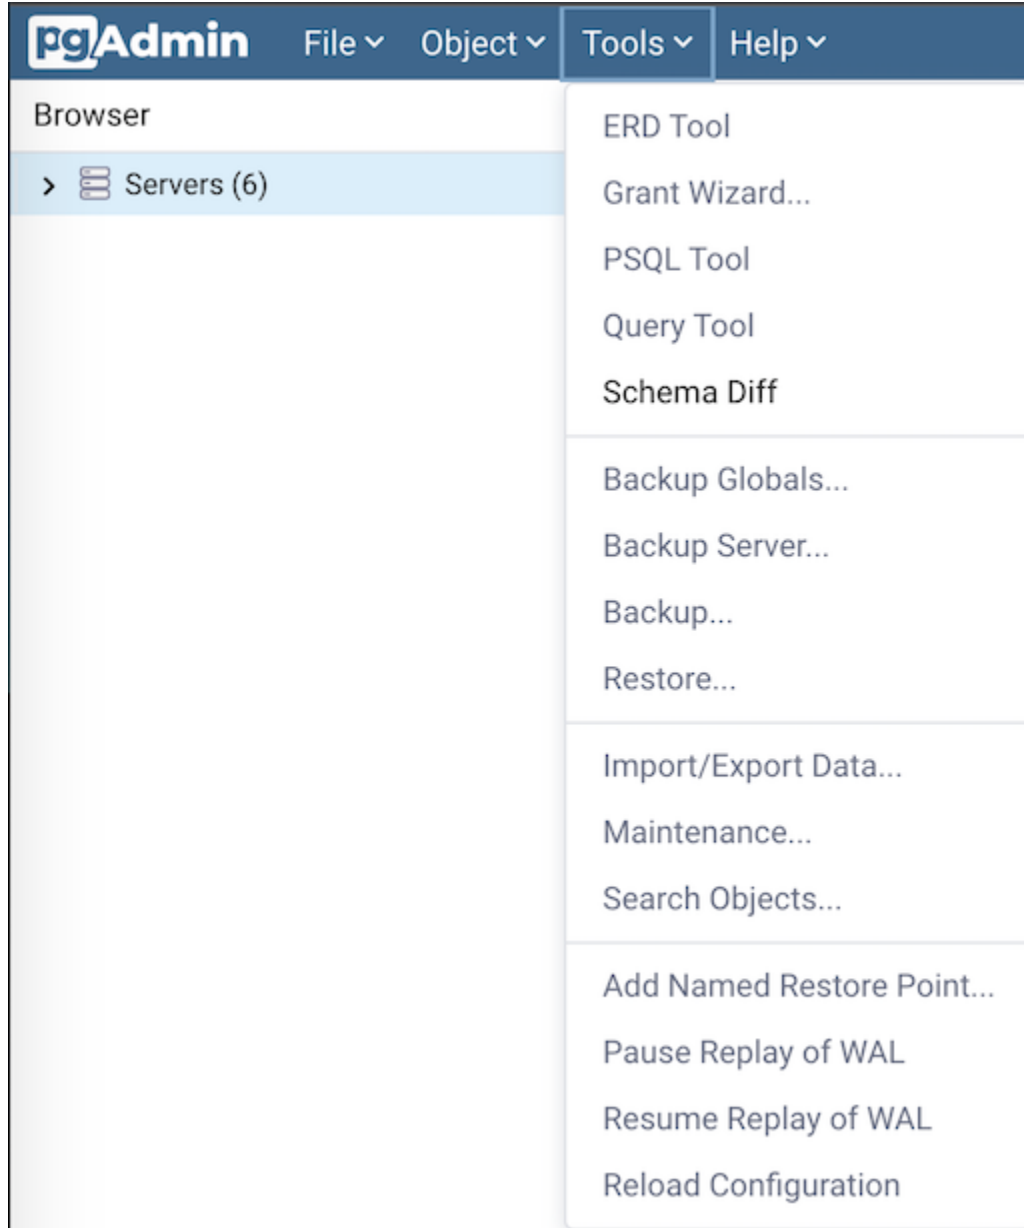 pgAdmin File Object Tools Help
Browser
Servers (6)
ERD Tool
Grant Wizard...
PSQL Tool
Query Tool
Schema Diff
Backup Globals...
Backup Server...
Backup...
Restore...
Import/Export Data...
Maintenance...
Search Objects...
Add Named Restore Point...
Pause Replay of WAL
Resume Replay of WAL
Reload Configuration